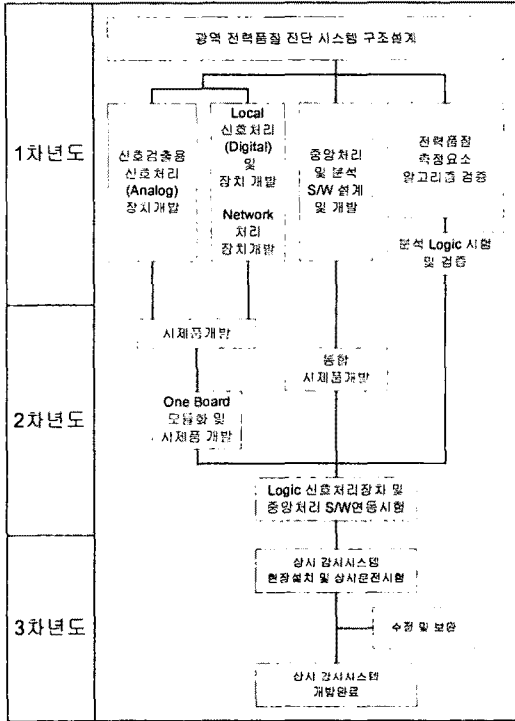 광역 전력품질 진단 시스템 구조설계
1차년도
신호검출용
신호처리
(Analog)
장치개발
Local
신호처리
(Digital)
및
장치 개발
Network
처리
장치개발
중앙처리
및 분석
S/W 설계
및 개발
전력품질
측정요소
알고리즘 검증
분석 Logic 시험
및 검증
2차년도
시제품개발
One Board
모듈화 및
시제품 개발
통합
시제품개발
Logic 신호처리장치 및
중앙처리 S/W연동시험
3차년도
상시 감시시스템
현장설치 및 상시운전시험
수정 및 보완
상시 감시시스템
개발완료